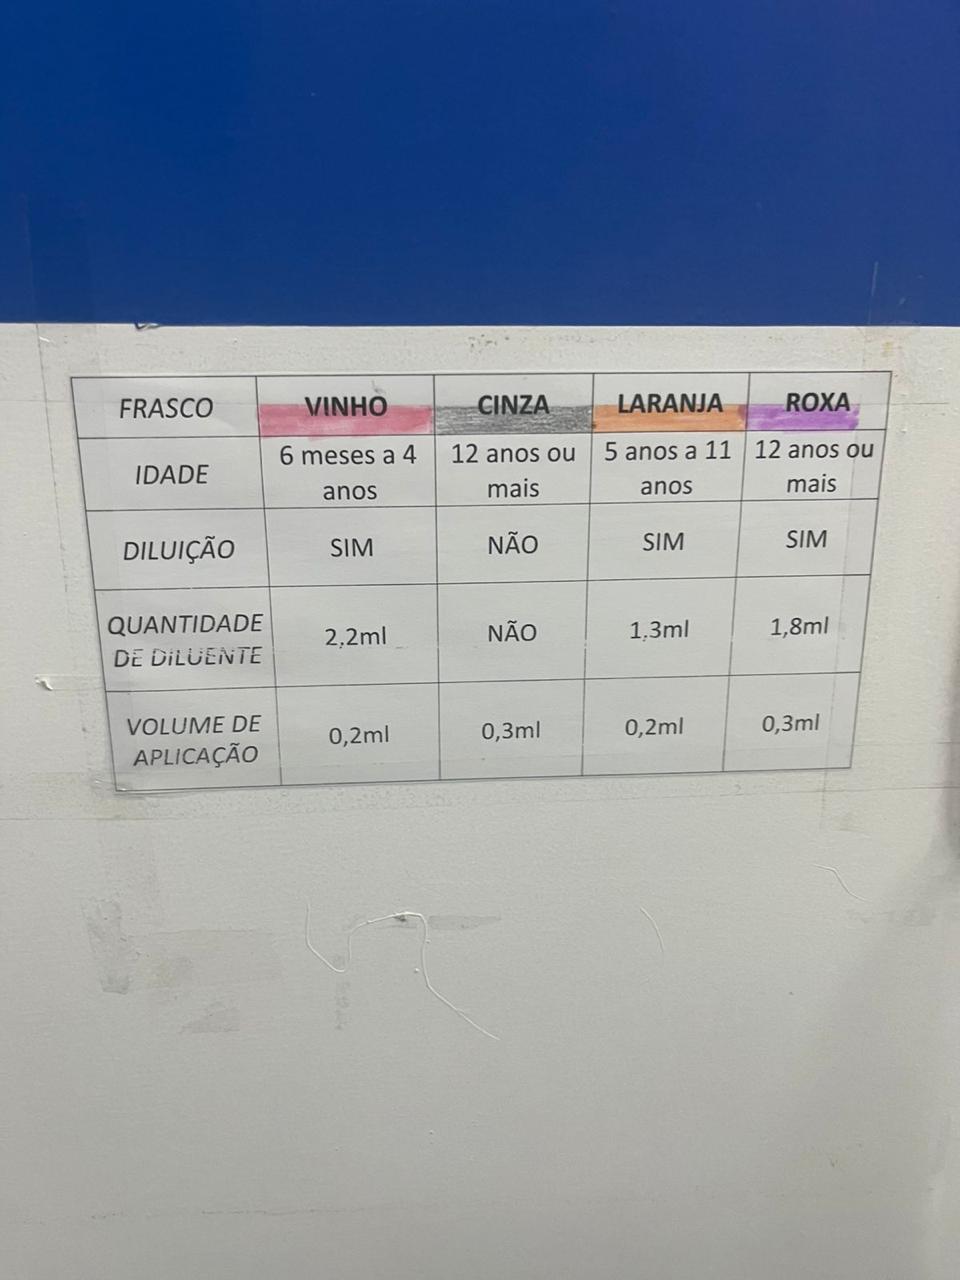 FRASCO VINHO CINZA LARANJA ROXA
IDADE 6 meses a 4 anos 12 anos ou mais 5 anos a 11 anos 12 anos ou mais
DILUIÇÃO SIM NÃO SIM SIM
QUANTIDADE DE DILUENTE 2,2ml NÃO 1,3ml 1,8ml
VOLUME DE APLICAÇÃO 0,2ml 0,3ml 0,2ml 0,3ml